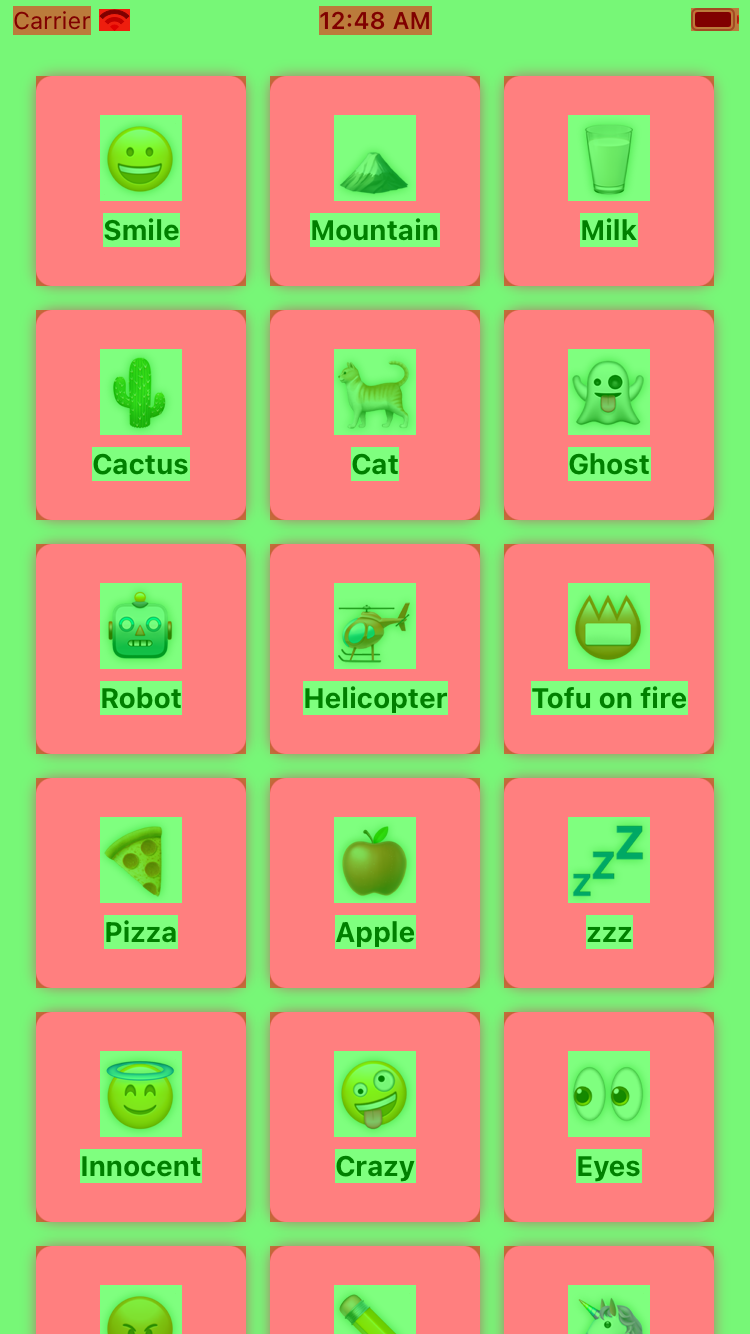 Carrier 12:48 AM
Smile Mountain Milk
Cactus Cat Ghost
Robot Helicopter Tofu on fire
Pizza Apple zzz
Innocent Crazy Eyes